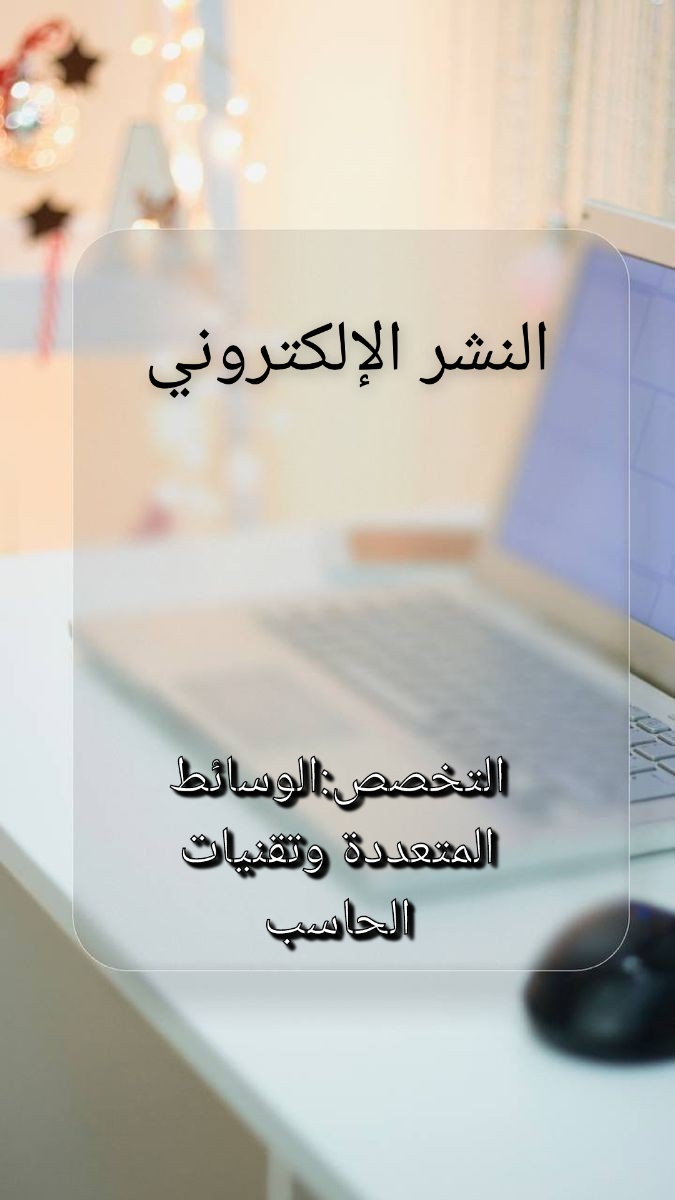 النشر الإلكتروني
التخصص:الوسائط
المتعددة وتقنيات
الحاسب